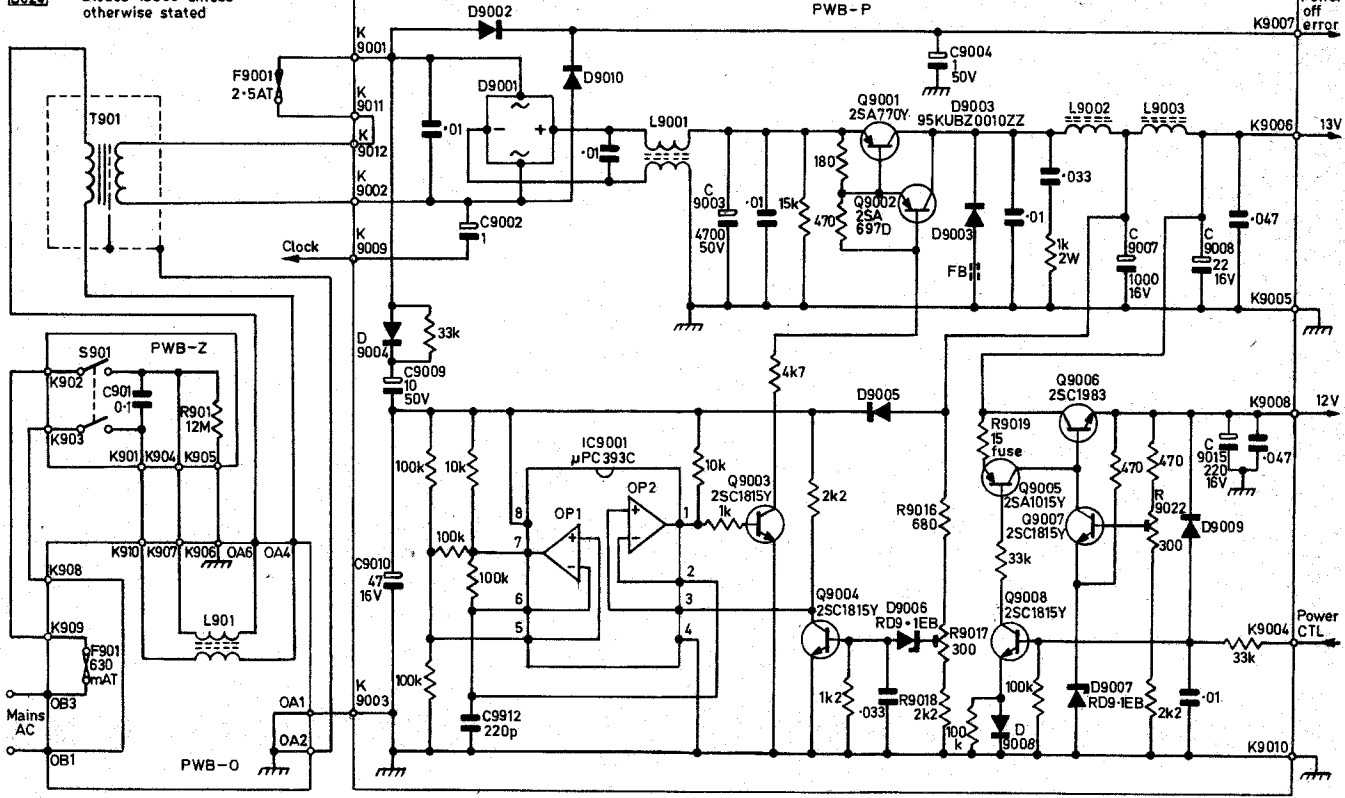 otherwise stated
PWB-P
Power
off
error
D9002
K9007
K
9001
C9004
1
50V
F9001
2·5AT
D9010
K
9011
D9001
T901
Q9001
2SA770Y
D9003
95KUBZ0010ZZ
L9002
L9003
K
9012
·01
·01
L9001
K9006
13V
K
9002
180
·033
C
9003
4700
50V
·01
15k
470
Q9002
2SA
697D
C9002
1
D9003
·01
C
9007
1000
16V
C
9008
22
16V
·047
Clock
K
9009
FB
1k
2W
K9005
33k
D
9004
PWB-Z
S901
K902
C901
0·1
R901
12M
C9009
10
50V
4k7
D9005
Q9006
2SC1983
K9008
12V
K903
K901
K904
K905
IC9001
µPC393C
R9019
15
fuse
C
9015
220
16V
·047
100k
10k
OP2
10k
Q9003
2SC1815Y
1k
2k2
470
470
Q9005
2SA1015Y
OP1
8
1
R9016
680
Q9007
2SC1815Y
R
9022
300
D9009
K910
K907
K906
OA6
OA4
100k
7
100k
33k
K908
C9010
47
16V
2
6
3
Q9004
2SC1815Y
D9006
RD9·1EB
Q9008
2SC1815Y
Power
CTL
L901
K909
5
4
R9017
300
K9004
33k
F901
630
mAT
100k
1k2
·033
R9018
2k2
100k
D9007
RD9·1EB
2k2
·01
K
9003
OB3
OA1
C9912
220p
100
k
D
9008
Mains
AC
OA2
OB1
PWB-O
K9010